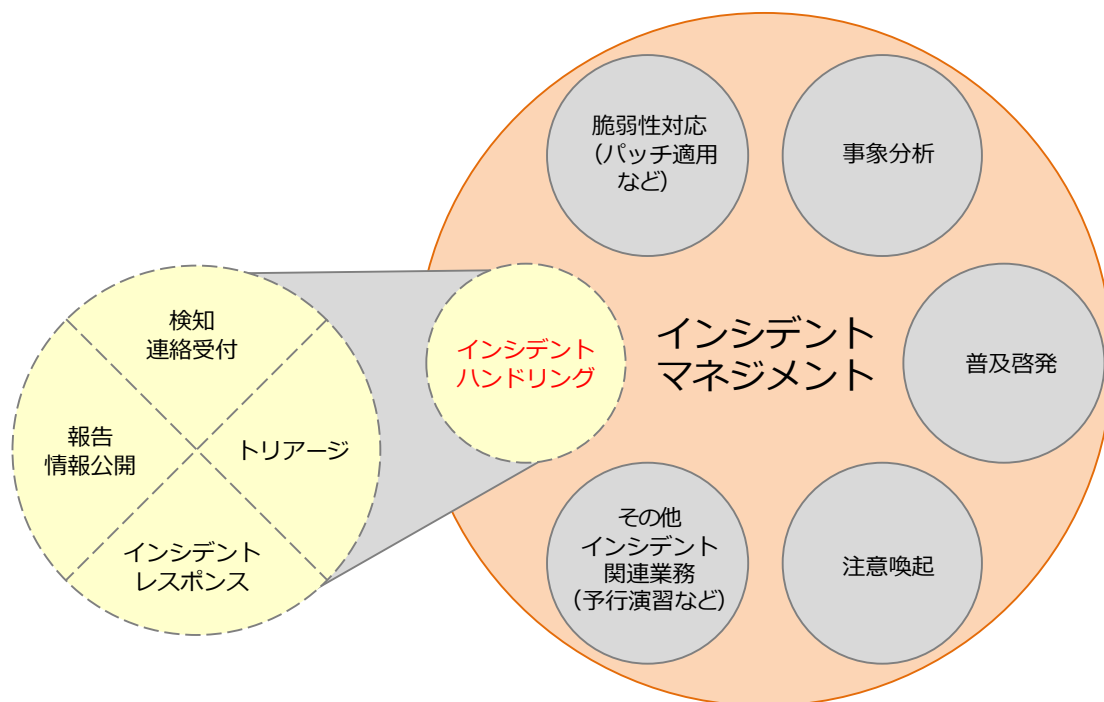 脆弱性対応
（パッチ適用
など）
事象分析
インシデント
ハンドリング
インシデント
マネジメント
普及啓発
その他
インシデント
関連業務
（予行演習など）
注意喚起
検知
連絡受付
トリアージ
インシデント
レスポンス
報告
情報公開